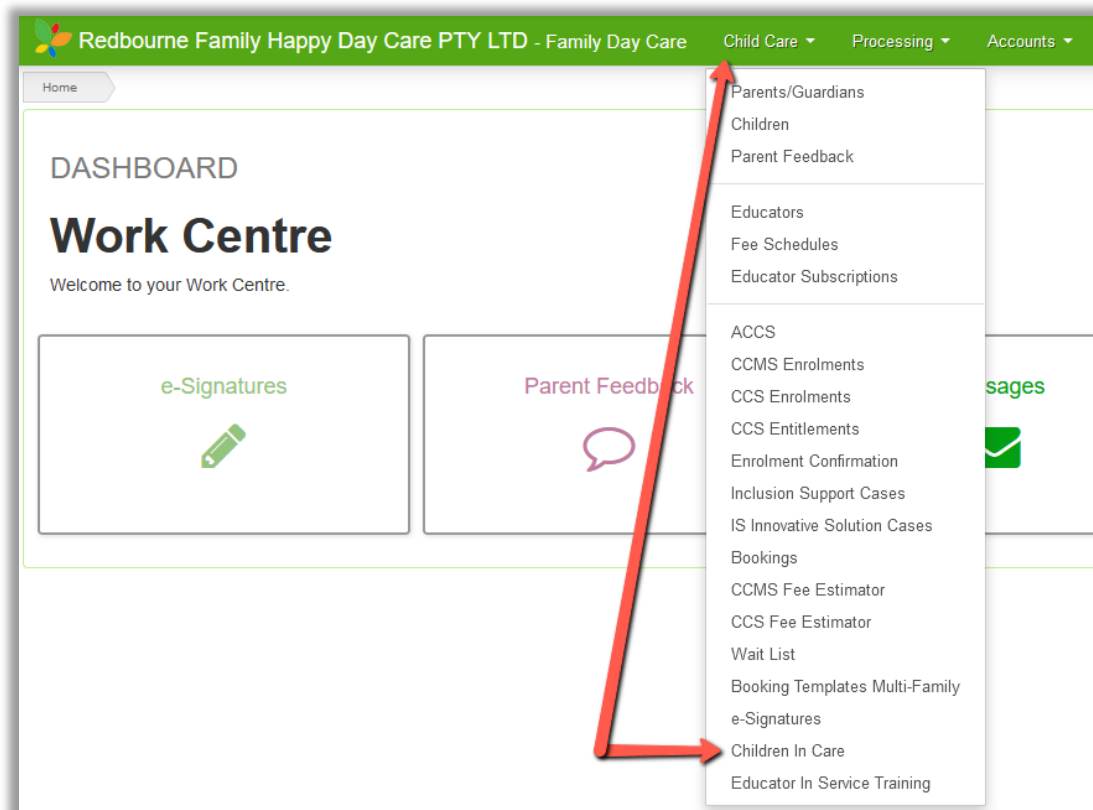 Redbourne Family Happy Day Care PTY LTD - Family Day Care Child Care Processing Accounts
Home
DASHBOARD
Work Centre
Welcome to your Work Centre.
e-Signatures
Parent Feedback
sages
Parents/Guardians
Children
Parent Feedback
Educators
Fee Schedules
Educator Subscriptions
ACCS
CCMS Enrolments
CCS Enrolments
CCS Entitlements
Enrolment Confirmation
Inclusion Support Cases
IS Innovative Solution Cases
Bookings
CCMS Fee Estimator
CCS Fee Estimator
Wait List
Booking Templates Multi-Family
e-Signatures
Children In Care
Educator In Service Training